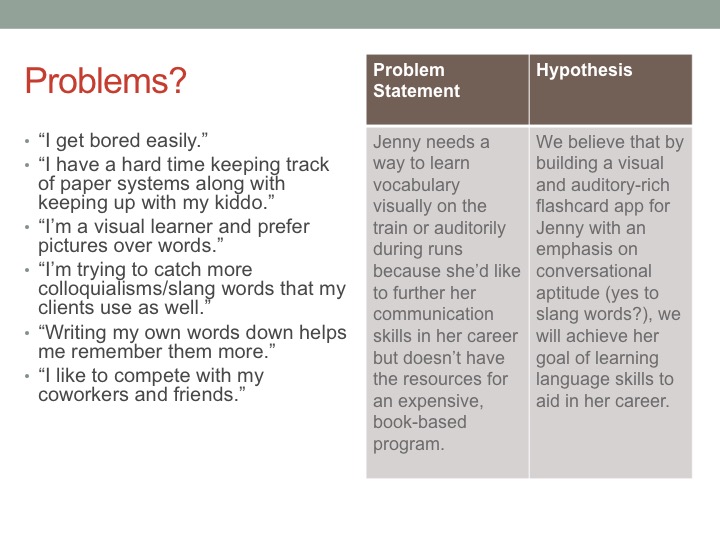 Problems?
• “I get bored easily.”
• “I have a hard time keeping track
of paper systems along with
keeping up with my kiddo.”
• “I’m a visual learner and prefer
pictures over words.”
• “I’m trying to catch more
colloquialisms/slang words that my
clients use as well.”
• “Writing my own words down helps
me remember them more.”
• “I like to compete with my
coworkers and friends.”
Problem
Statement
Jenny needs a
way to learn
vocabulary
visually on the
train or auditorily
during runs
because she’d like
to further her
communication
skills in her career
but doesn’t have
the resources for
an expensive,
book-based
program.
Hypothesis
We believe that by
building a visual
and auditory-rich
flashcard app for
Jenny with an
emphasis on
conversational
aptitude (yes to
slang words?), we
will achieve her
goal of learning
language skills to
aid in her career.